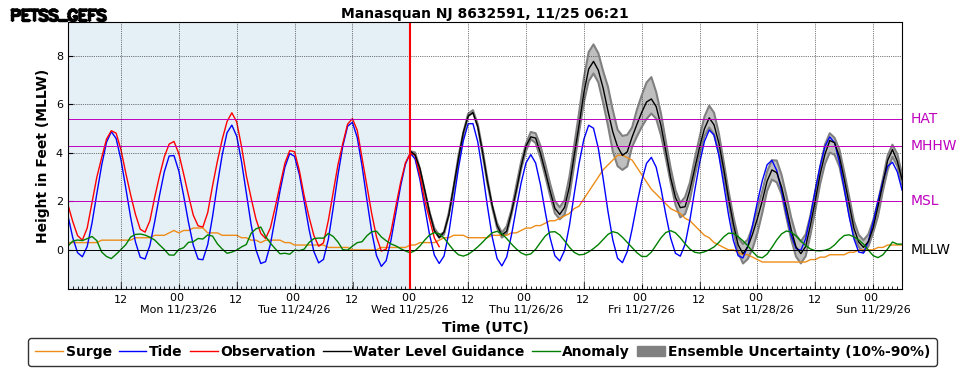 PETSS_GEFS
Manasquan NJ 8632591, 11/25 06:21
Height in Feet (MLLW)
8
6
4
2
0
HAT
MHHW
MSL
MLLW
12 00 12 00 12 00 12 00 12 00 12 00 12 00
Mon 11/23/26 Tue 11/24/26 Wed 11/25/26 Thu 11/26/26 Fri 11/27/26 Sat 11/28/26 Sun 11/29/26
Time (UTC)
Surge Tide Observation Water Level Guidance Anomaly Ensemble Uncertainty (10%-90%)